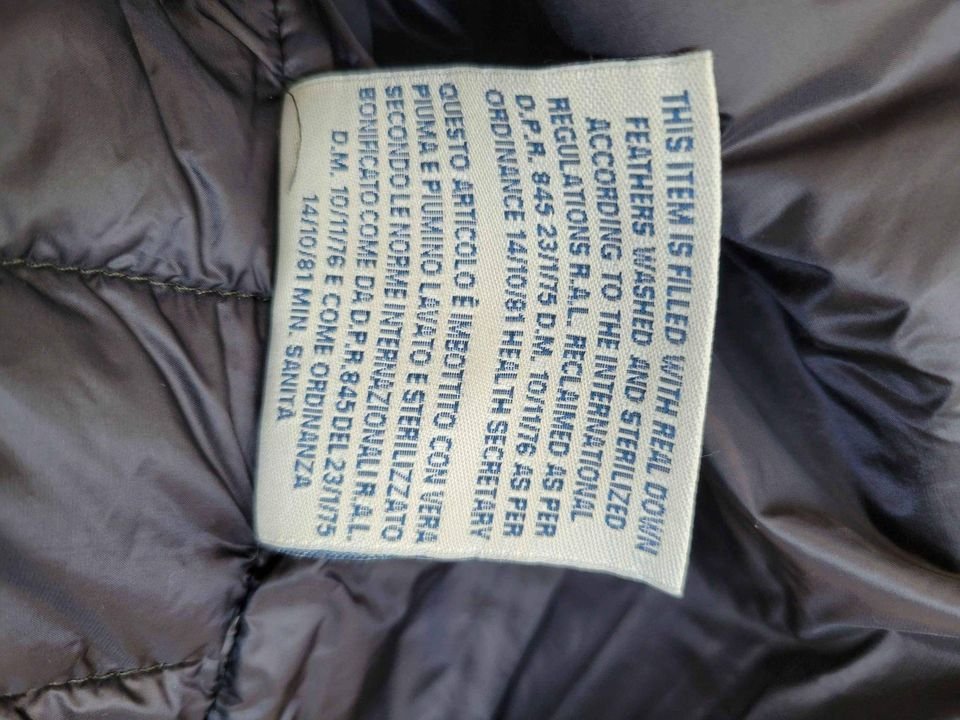 THIS ITEM IS FILLED WITH REAL DOWN
FEATHERS WASHED AND STERILIZED
ACCORDING TO THE INTERNATIONAL
REGULATIONS R.A.L. RECLAIMED AS PER
D.P.R. 845 23/1/75 D.M. 10/11/76 AS PER
ORDINANCE 14/10/81 HEALTH SECRETARY
QUESTO ARTICOLO È IMBOTTITO CON VERA
PIUMA E PIUMINO LAVATO E STERILIZZATO
SECONDO LE NORME INTERNAZIONALI R.A.L.
BONIFICATO COME DA D.P.R. 845 DEL 23/1/75
D.M. 10/11/76 E COME ORDINANZA
14/10/81 MIN. SANITA